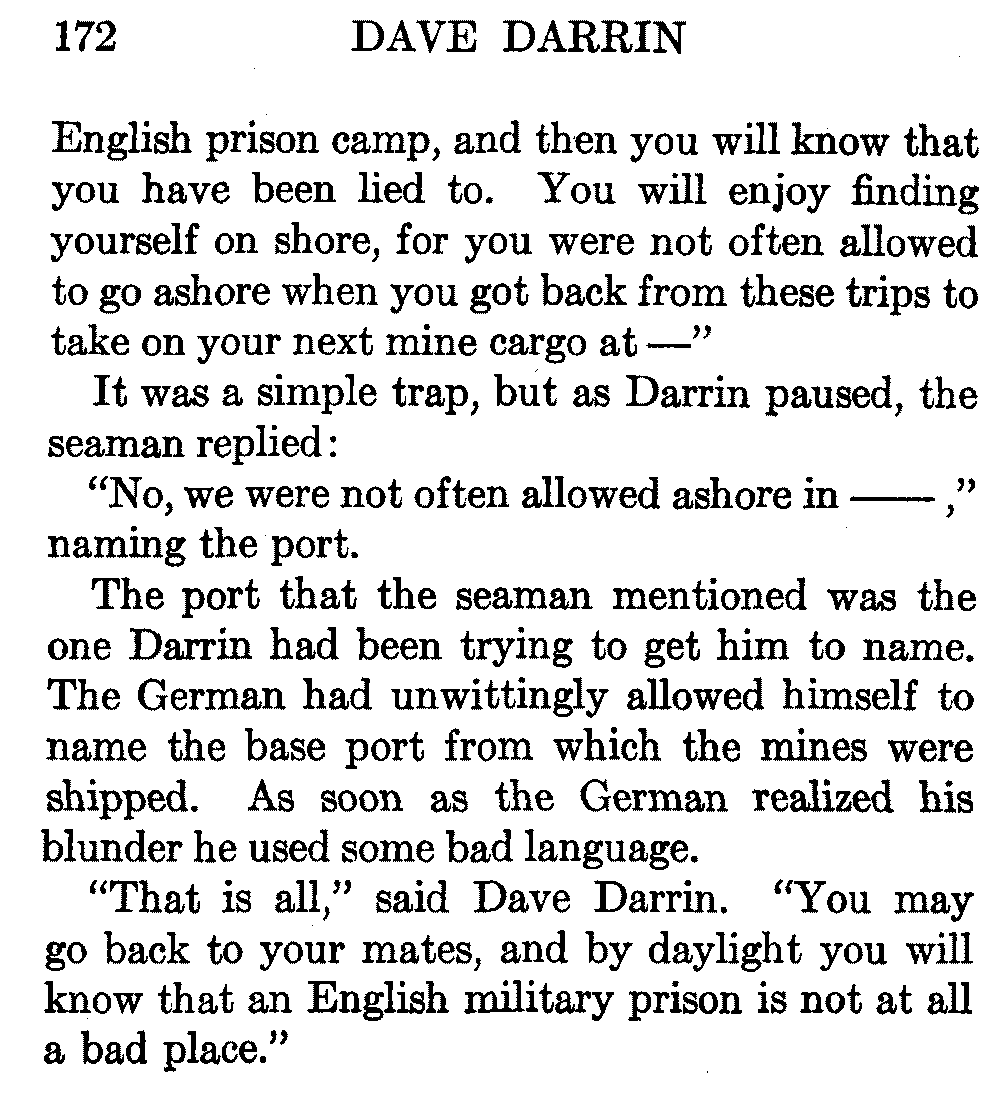 172 DAVE DARRIN
English prison camp, and then you will know that
you have been lied to. You will enjoy finding
yourself on shore, for you were not often allowed
to go ashore when you got back from these trips to
take on your next mine cargo at —”
It was a simple trap, but as Darrin paused, the
seaman replied:
“No, we were not often allowed ashore in —— ,”
naming the port.
The port that the seaman mentioned was the
one Darrin had been trying to get him to name.
The German had unwittingly allowed himself to
name the base port from which the mines were
shipped. As soon as the German realized his
blunder he used some bad language.
“That is all,” said Dave Darrin. “You may
go back to your mates, and by daylight you will
know that an English military prison is not at all
a bad place.”